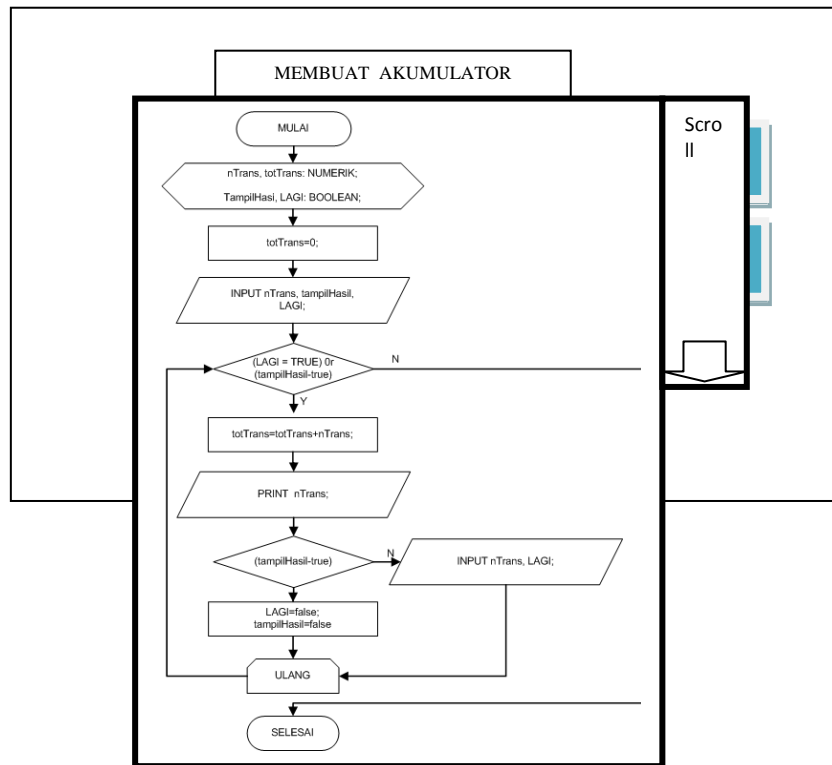 MEMBUAT AKUMULATOR
MULAI
nTrans, totTrans: NUMERIK;
TampilHasi, LAGI: BOOLEAN;
totTrans=0;
INPUT nTrans, tampilHasil,
LAGI;
(LAGI = TRUE) 0r
(tampilHasil-true)
N
Y
totTrans=totTrans+nTrans;
PRINT nTrans;
(tampilHasil-true)
N
INPUT nTrans, LAGI;
LAGI=false;
tampilHasil=false
ULANG
SELESAI
Scro
ll